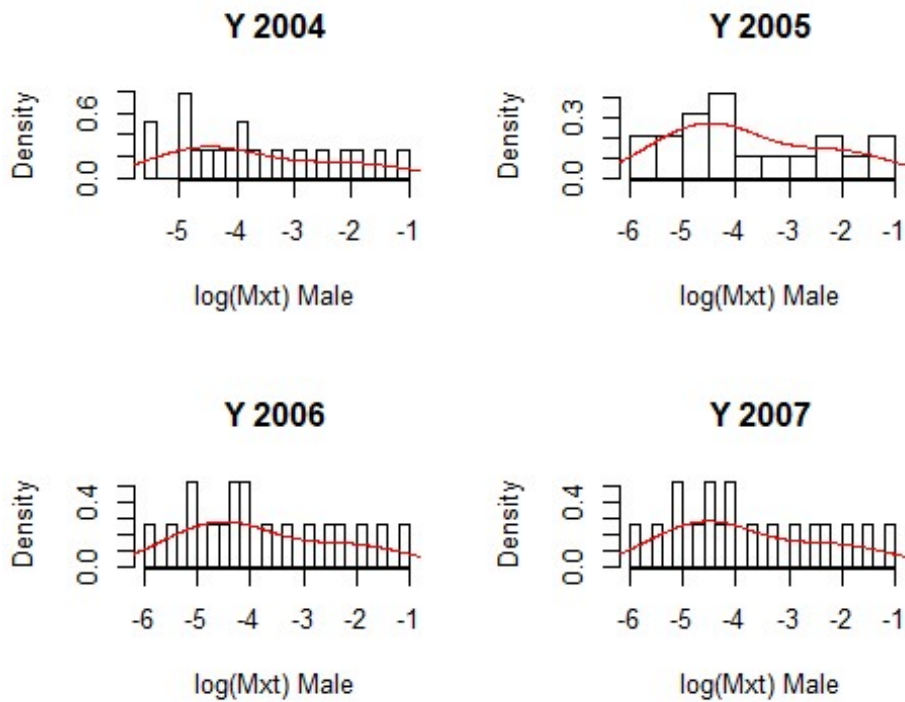 Y 2004
Density
0.0 0.6
-5 -4 -3 -2 -1
log(Mxt) Male
Y 2005
Density
0.0 0.3
-6 -5 -4 -3 -2 -1
log(Mxt) Male
Y 2006
Density
0.0 0.4
-6 -5 -4 -3 -2 -1
log(Mxt) Male
Y 2007
Density
0.0 0.4
-6 -5 -4 -3 -2 -1
log(Mxt) Male